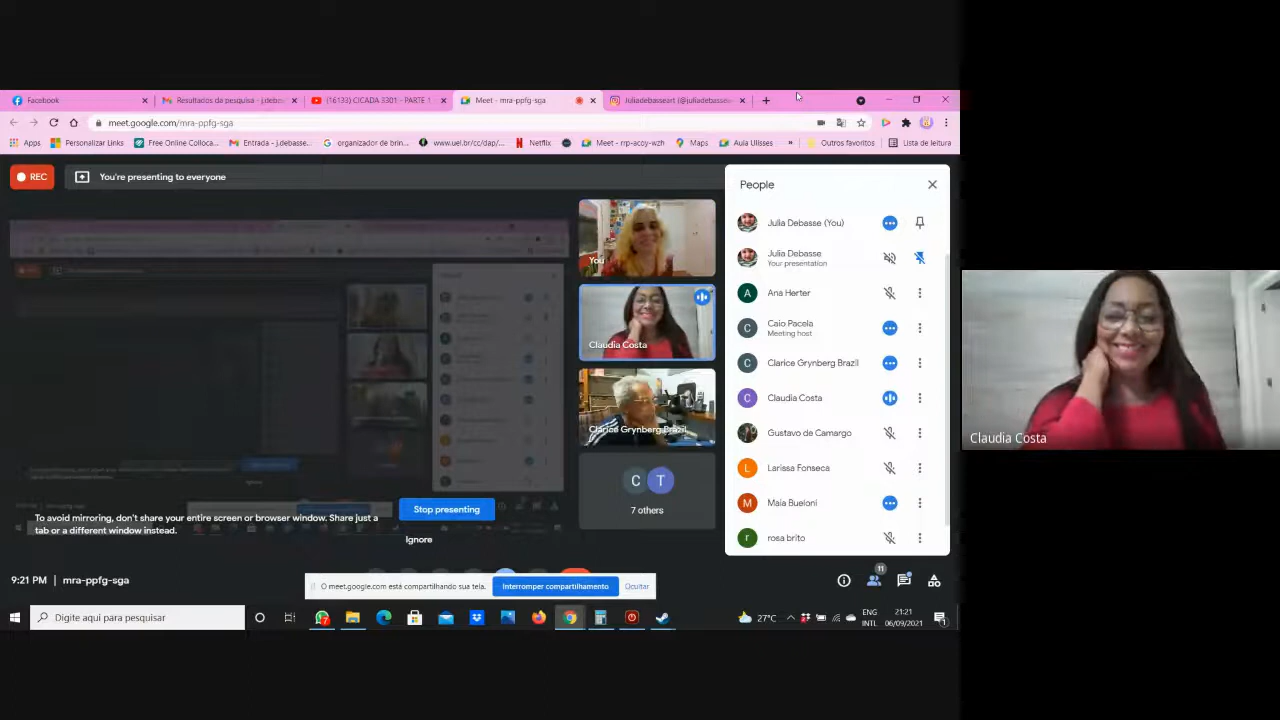 Facebook
Resultados da pesquisa - j.debas
(16133) CICADA 3301 - PARTE 1
Meet - mra-ppfg-sga
Juliadebasseart (@juliadebassea
meet.google.com/mra-ppfg-sga
Apps
Personalizar Links
Free Online Colloca...
Entrada - j.debasse...
organizador de brin...
www.uel.br/cc/dap/...
Netflix
Meet - rrp-acoy-wzh
Maps
Aula Ulisses
»
Outros favoritos
Lista de leitura
REC
You're presenting to everyone
People
Julia Debasse (You)
Julia Debasse
Your presentation
Ana Herter
Caio Pacela
Meeting host
Clarice Grynberg Brazil
Claudia Costa
Gustavo de Camargo
Larissa Fonseca
Maia Bueloni
rosa brito
You
Claudia Costa
Clarice Grynberg Brazil
C T
7 others
Claudia Costa
To avoid mirroring, don't share your entire screen or browser window. Share just a
tab or a different window instead.
Stop presenting
Ignore
9:21 PM | mra-ppfg-sga
O meet.google.com está compartilhando sua tela.
Interromper compartilhamento
Ocultar
11
Digite aqui para pesquisar
27°C
ENG
INTL
21:21
06/09/2021